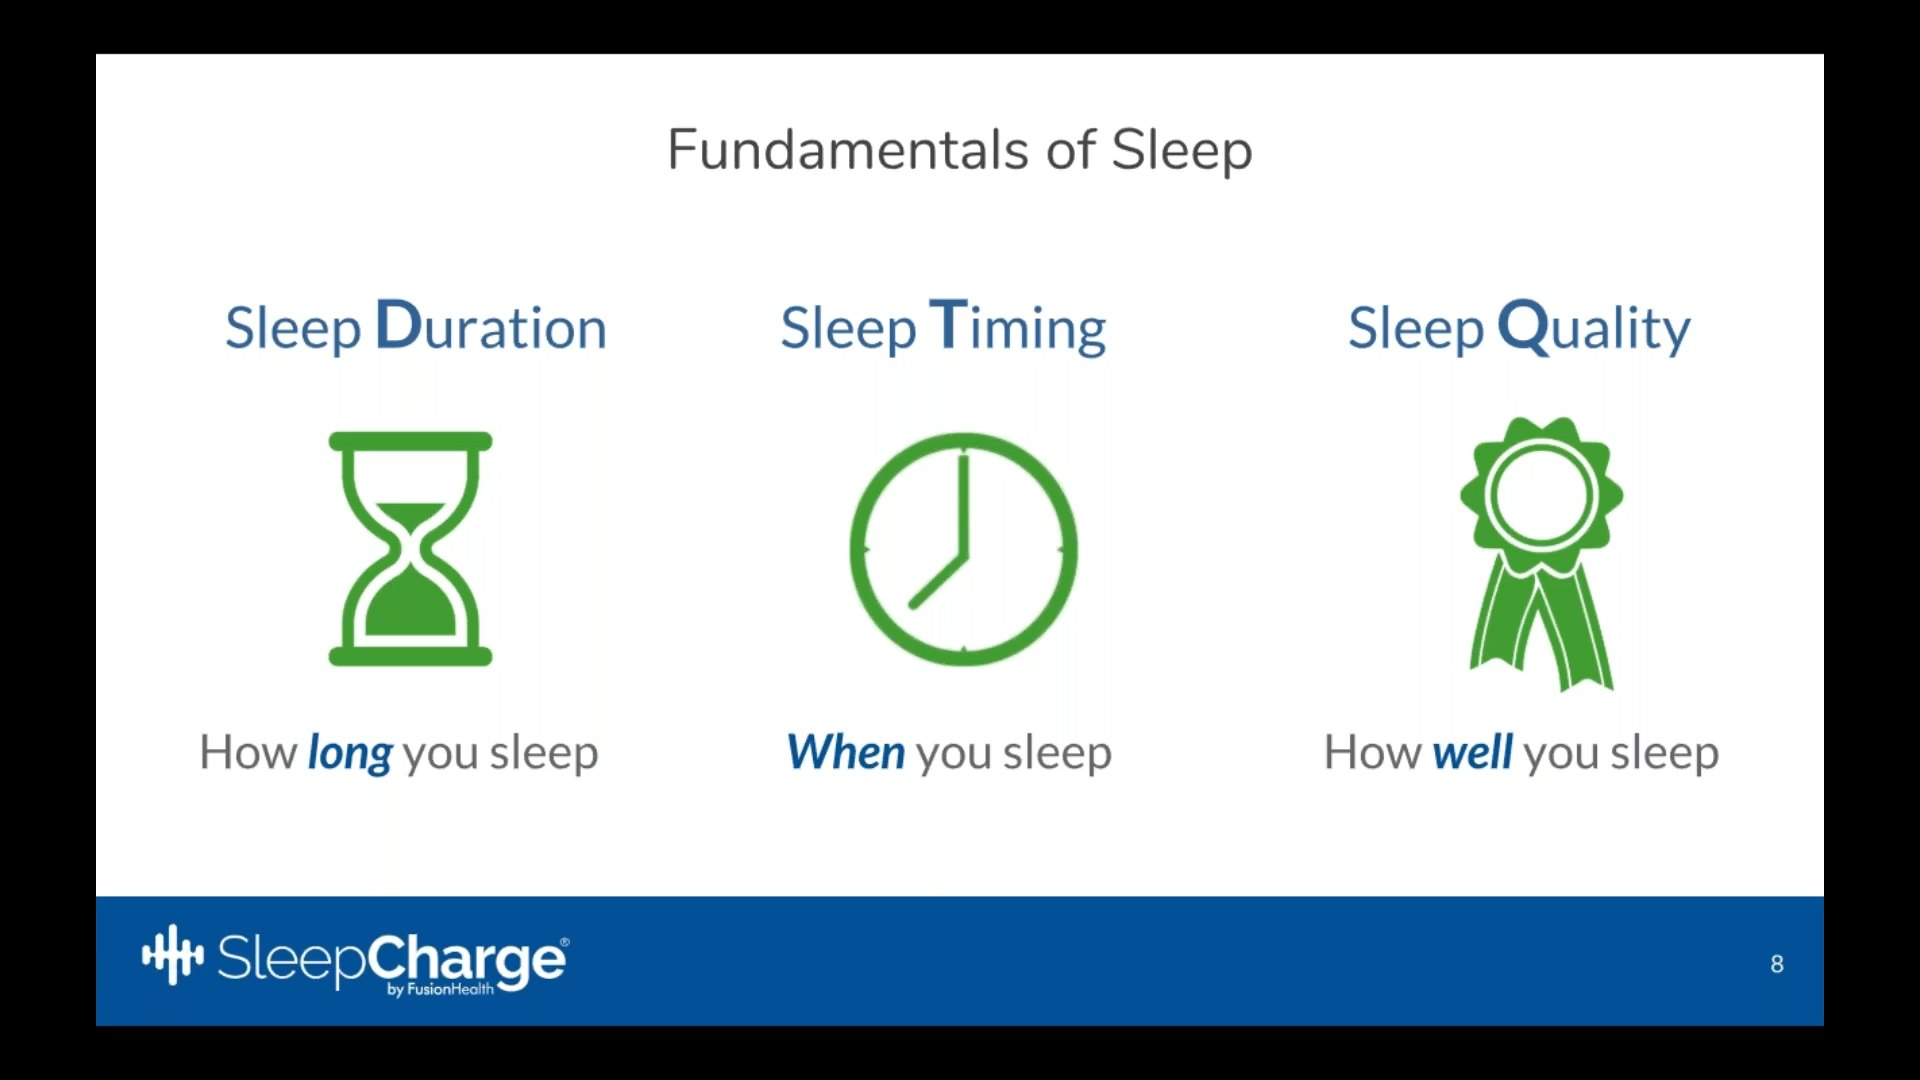 Fundamentals of Sleep
Sleep Duration
Sleep Timing
Sleep Quality
How long you sleep
When you sleep
How well you sleep
SleepCharge®
by FusionHealth
8